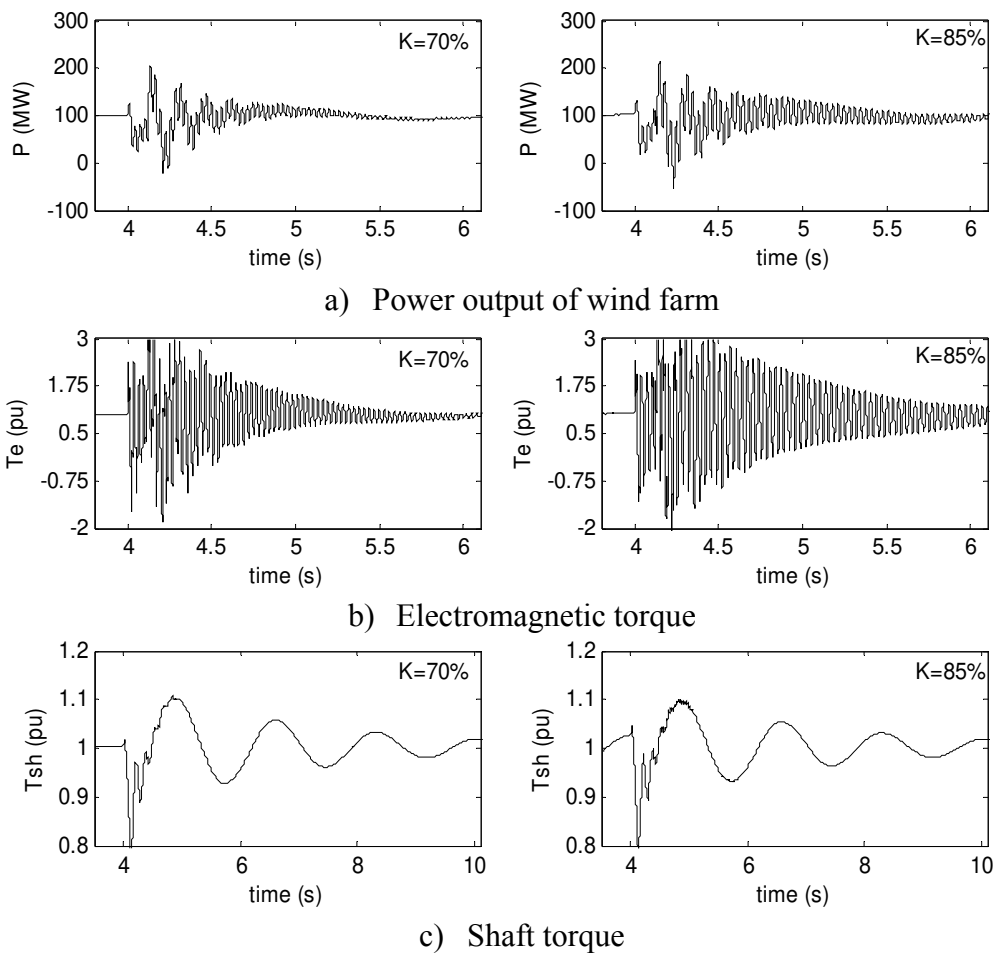 300
200
100
0
-100
P (MW)
K=70%
4 4.5 5 5.5 6
time (s)
300
200
100
0
-100
P (MW)
K=85%
4 4.5 5 5.5 6
time (s)
a) Power output of wind farm
3
1.75
0.5
-0.75
-2
Te (pu)
K=70%
4 4.5 5 5.5 6
time (s)
3
1.75
0.5
-0.75
-2
Te (pu)
K=85%
4 4.5 5 5.5 6
time (s)
b) Electromagnetic torque
1.2
1.1
1
0.9
0.8
Tsh (pu)
K=70%
4 6 8 10
time (s)
1.2
1.1
1
0.9
0.8
Tsh (pu)
K=85%
4 6 8 10
time (s)
c) Shaft torque